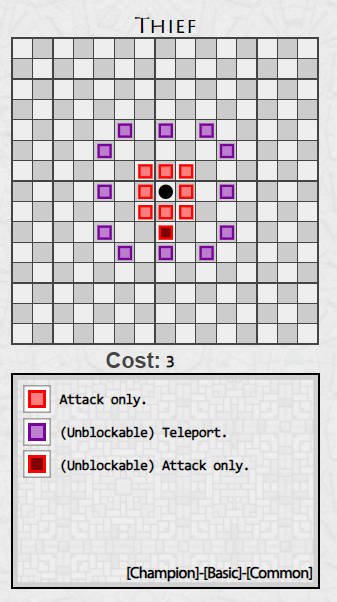 Thief
Cost: 3
Attack only.
(Unblockable) Teleport.
(Unblockable) Attack only.
[Champion]-[Basic]-[Common]